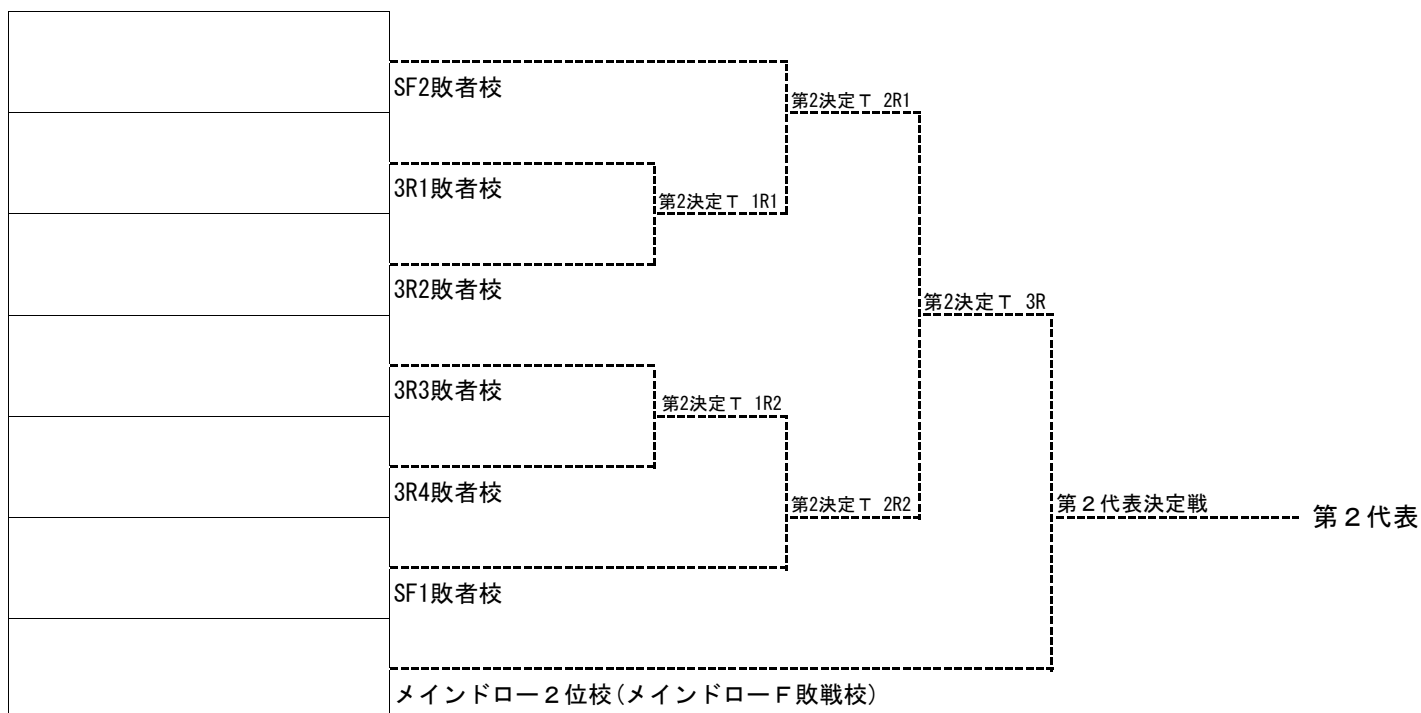 SF2敗者校
第2決定Ｔ 2R1
3R1敗者校
第2決定Ｔ 1R1
3R2敗者校
第2決定Ｔ 3R
3R3敗者校
第2決定Ｔ 1R2
3R4敗者校
第2決定Ｔ 2R2
第２代表決定戦
第２代表
SF1敗者校
メインドロー２位校(メインドローＦ敗戦校)